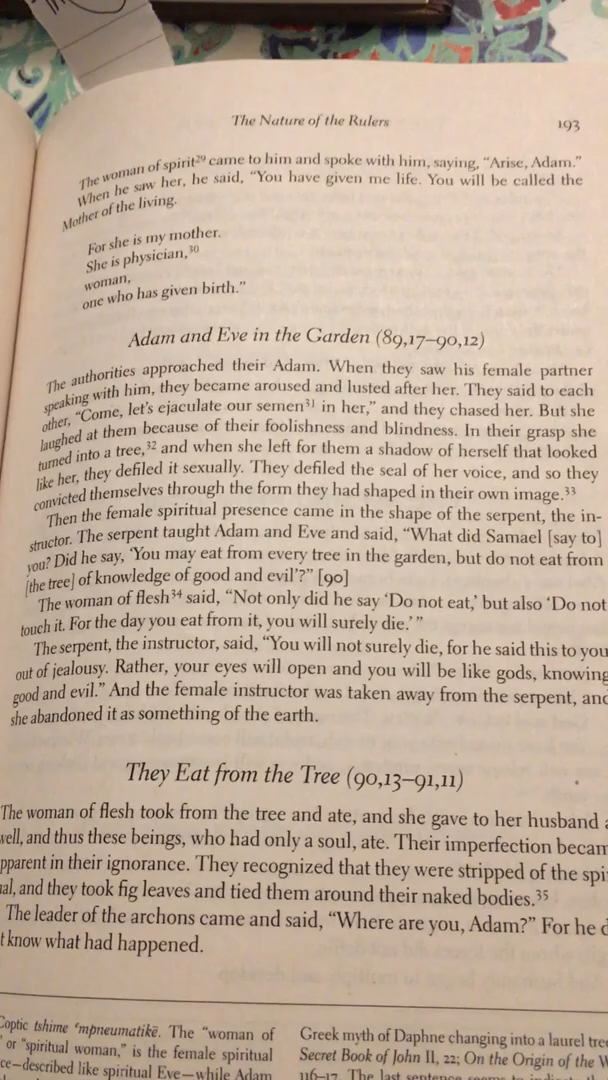 The Nature of the Rulers 193
The woman of spirit²⁹ came to him and spoke with him, saying, “Arise, Adam.”
When he saw her, he said, “You have given me life. You will be called the
Mother of the living.
For she is my mother.
She is physician,³⁰
woman,
one who has given birth.”
Adam and Eve in the Garden (89,17–90,12)
The authorities approached their Adam. When they saw his female partner
speaking with him, they became aroused and lusted after her. They said to each
other, “Come, let’s ejaculate our semen³¹ in her,” and they chased her. But she
laughed at them because of their foolishness and blindness. In their grasp she
turned into a tree,³² and when she left for them a shadow of herself that looked
like her, they defiled it sexually. They defiled the seal of her voice, and so they
convicted themselves through the form they had shaped in their own image.³³
Then the female spiritual presence came in the shape of the serpent, the in-
structor. The serpent taught Adam and Eve and said, “What did Samael [say to]
you? Did he say, ‘You may eat from every tree in the garden, but do not eat from
[the tree] of knowledge of good and evil’?” [90]
The woman of flesh³⁴ said, “Not only did he say ‘Do not eat,’ but also ‘Do not
touch it. For the day you eat from it, you will surely die.’”
The serpent, the instructor, said, “You will not surely die, for he said this to you
out of jealousy. Rather, your eyes will open and you will be like gods, knowing
good and evil.” And the female instructor was taken away from the serpent, and
she abandoned it as something of the earth.
They Eat from the Tree (90,13–91,11)
The woman of flesh took from the tree and ate, and she gave to her husband
well, and thus these beings, who had only a soul, ate. Their imperfection becam
pparent in their ignorance. They recognized that they were stripped of the spi
ual, and they took fig leaves and tied them around their naked bodies.³⁵
The leader of the archons came and said, “Where are you, Adam?” For he d
t know what had happened.
Coptic tshime ᵉmpneumatikē. The “woman of
or “spiritual woman,” is the female spiritual
ce—described like spiritual Eve—while Adam
Greek myth of Daphne changing into a laurel tree
Secret Book of John II, 22; On the Origin of the W
116–17. The last sentence seems to